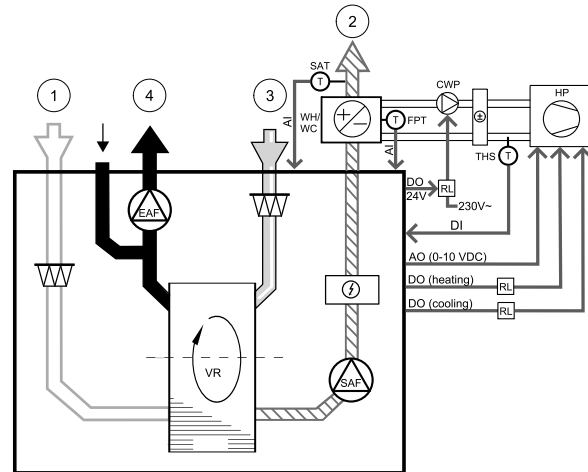 2
SAT
T
CWP
HP
1
4
3
AI
WH/
WC
+
−
T
FPT
±
AI
THS
T
EAF
DO
24V
RL
230V~
DI
AO (0-10 VDC)
DO (heating)
RL
DO (cooling)
RL
VR
SAF